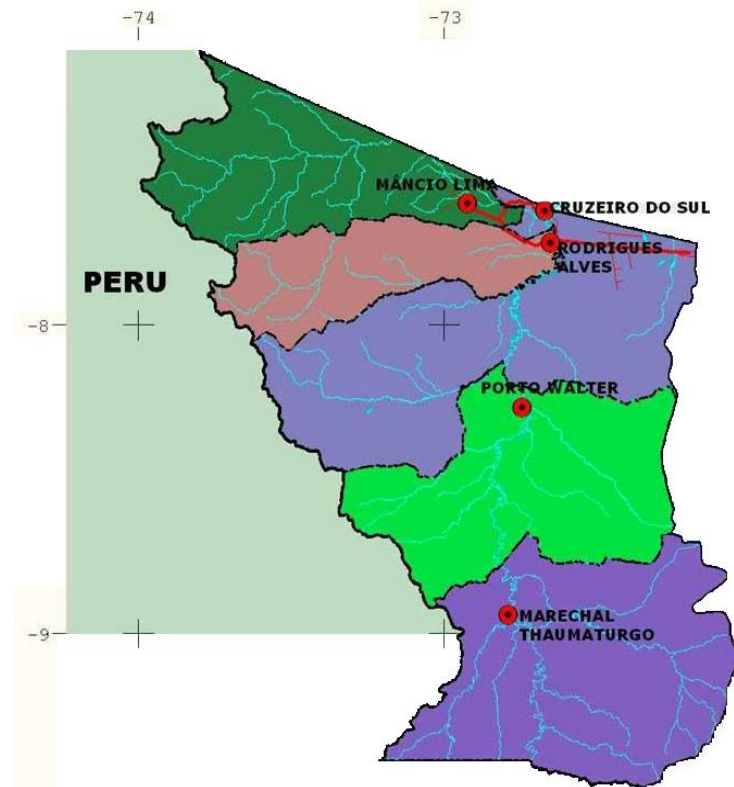 -74
-73
MÂNCIO LIMA
CRUZEIRO DO SUL
RODRIGUES
ALVES
PERU
-8
PORTO WALTER
-9
MARECHAL
THAUMATURGO